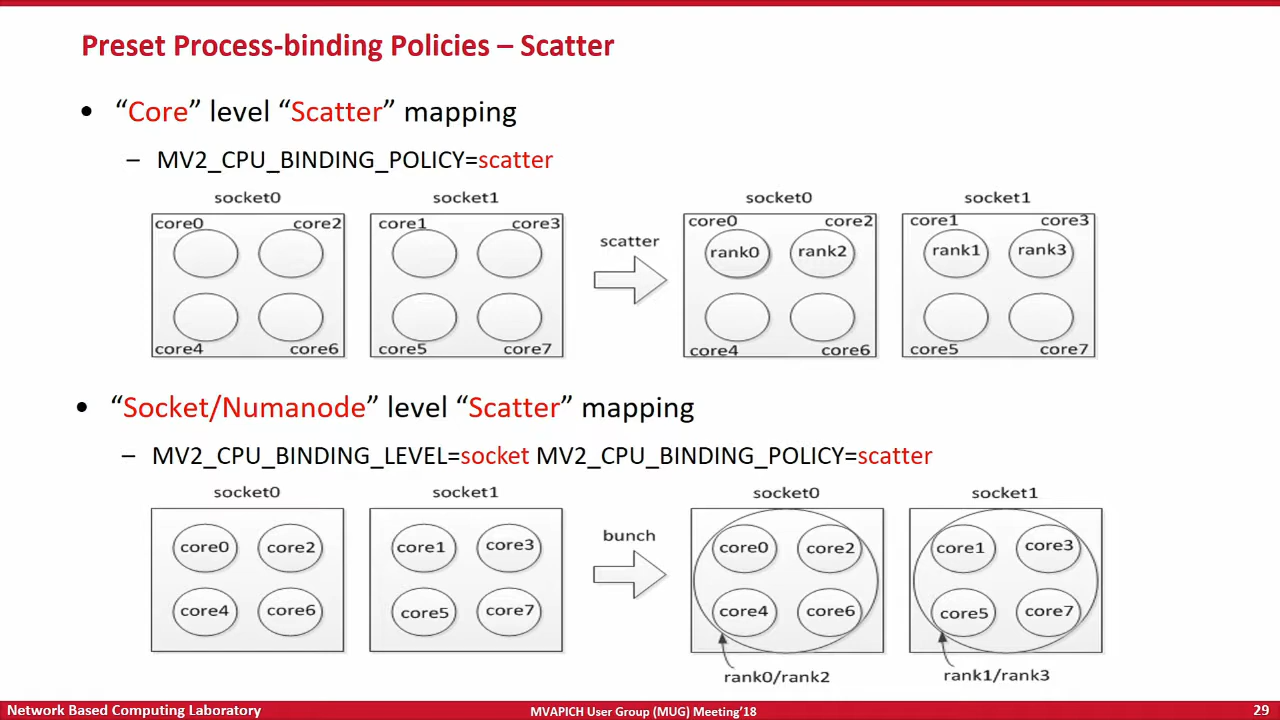 Preset Process-binding Policies – Scatter
• “Core” level “Scatter” mapping
– MV2_CPU_BINDING_POLICY=scatter
socket0 socket1 socket0 socket1
core0 core2 core1 core3 scatter core0 core2 core1 core3
rank0 rank2 rank1 rank3
core4 core6 core5 core7 core4 core6 core5 core7
• “Socket/Numanode” level “Scatter” mapping
– MV2_CPU_BINDING_LEVEL=socket MV2_CPU_BINDING_POLICY=scatter
socket0 socket1 socket0 socket1
core0 core2 core1 core3 bunch core0 core2 core1 core3
core4 core6 core5 core7 core4 core6 core5 core7
rank0/rank2 rank1/rank3
Network Based Computing Laboratory MVAPICH User Group (MUG) Meeting’18 29